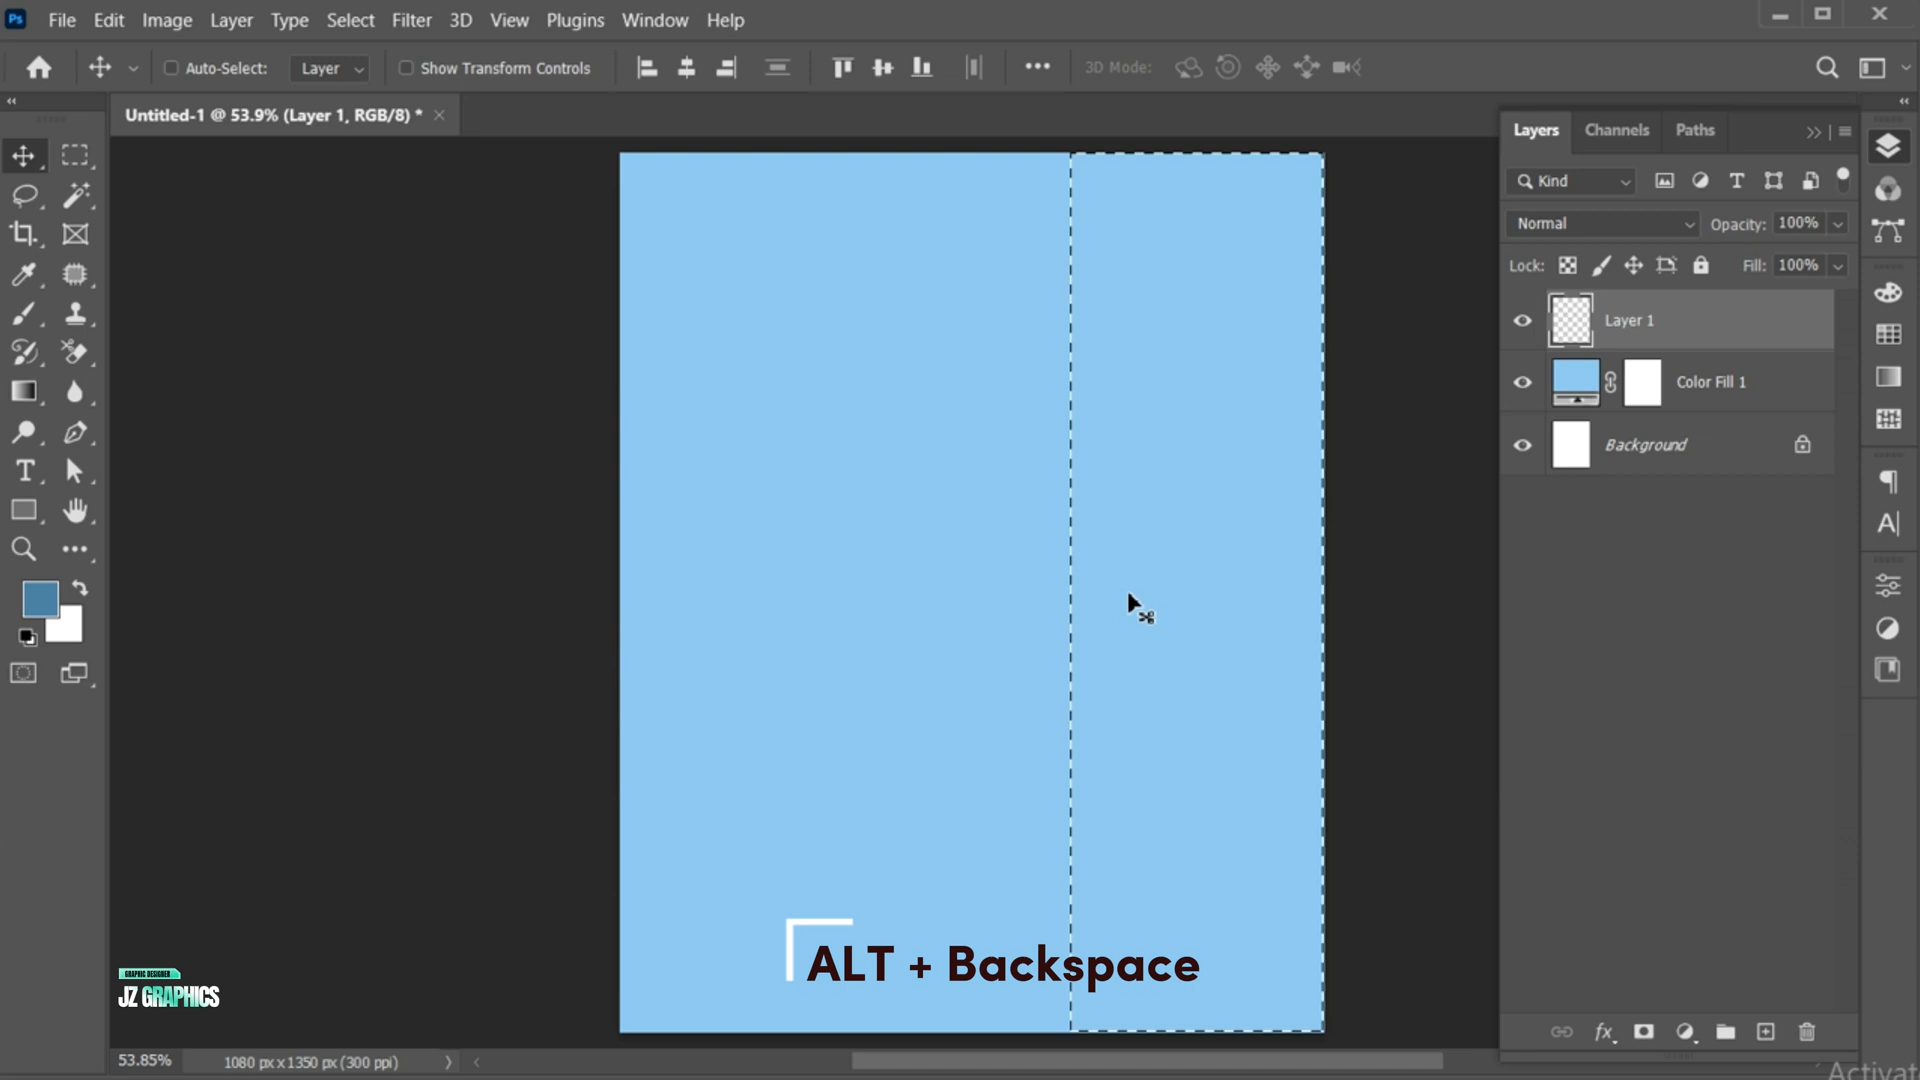 Ps File Edit Image Layer Type Select Filter 3D View Plugins Window Help
Auto-Select: Layer Show Transform Controls 3D Mode:
Untitled-1 @ 53.9% (Layer 1, RGB/8) *
Layers Channels Paths
Kind
Normal Opacity: 100%
Lock: Fill: 100%
Layer 1
Color Fill 1
Background
ALT + Backspace
GRAPHIC DESIGNER
JZ GRAPHICS
53.85% 1080 px x 1350 px (300 ppi)
Activat